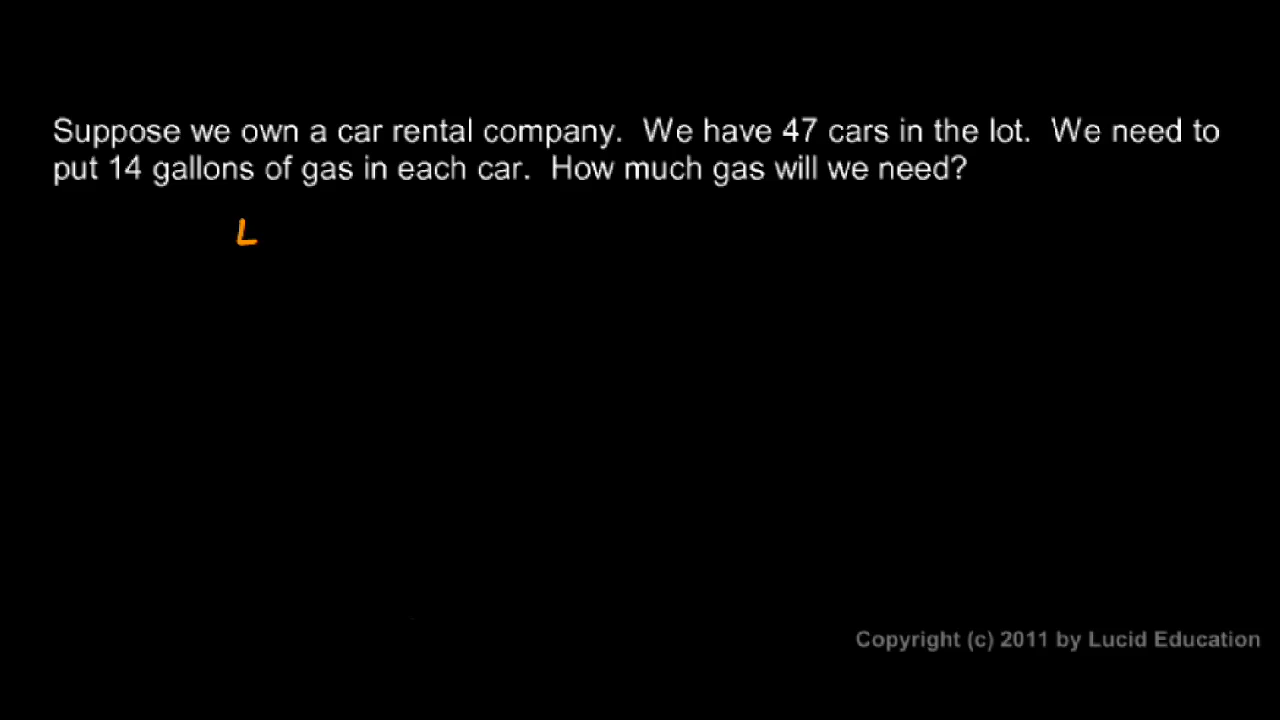 Suppose we own a car rental company.  We have 47 cars in the lot.  We need to
put 14 gallons of gas in each car.  How much gas will we need?
L
Copyright (c) 2011 by Lucid Education